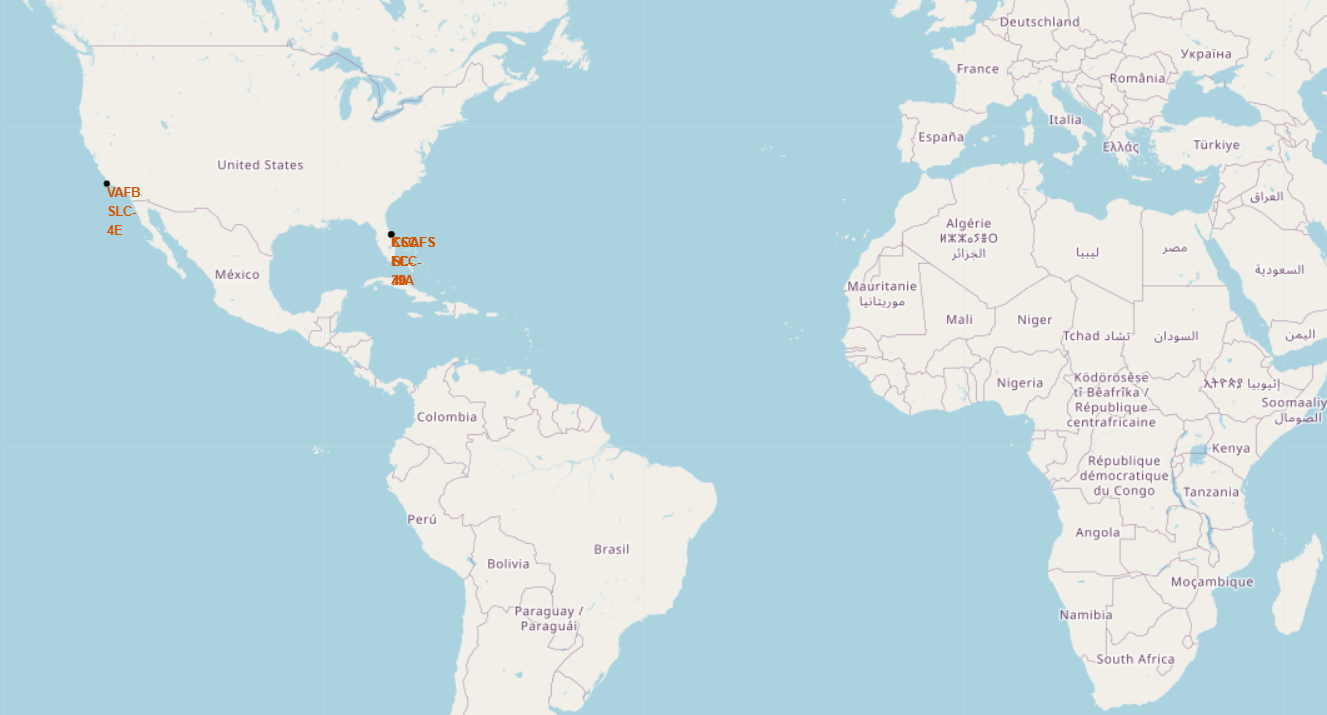 Deutschland
Україна
France
România
Italia
España
Ελλάς
Türkiye
United States
العراق
VAFB
SLC-
4E
Algérie
ⵍⵣⵣⴰⵢⴻⵔ
الجزائر
ليبيا
مصر
السعودية
México
Mauritanie
موريتانيا
Mali
Niger
Tchad تشاد
السودان
اليمن
Nigeria
Ködörösêse
tî Bêafrîka /
République
centrafricaine
ኢትዮጵያ إثيوبيا
Soomaaliy
الصومال
Colombia
Kenya
République
démocratique
du Congo
Tanzania
Perú
Angola
Brasil
Bolivia
Moçambique
Paraguay /
Paraguái
Namibia
South Africa